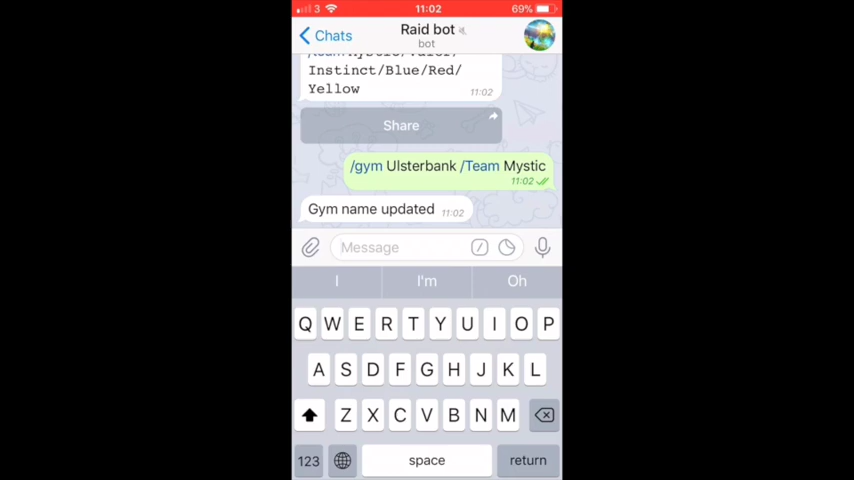 3 11:02 69%
Chats Raid bot
bot
Instinct/Blue/Red/
Yellow
11:02
Share
/gym Ulsterbank /Team Mystic
11:02
Gym name updated 11:02
Message
I I'm Oh
Q W E R T Y U I O P
A S D F G H J K L
Z X C V B N M
123 space return